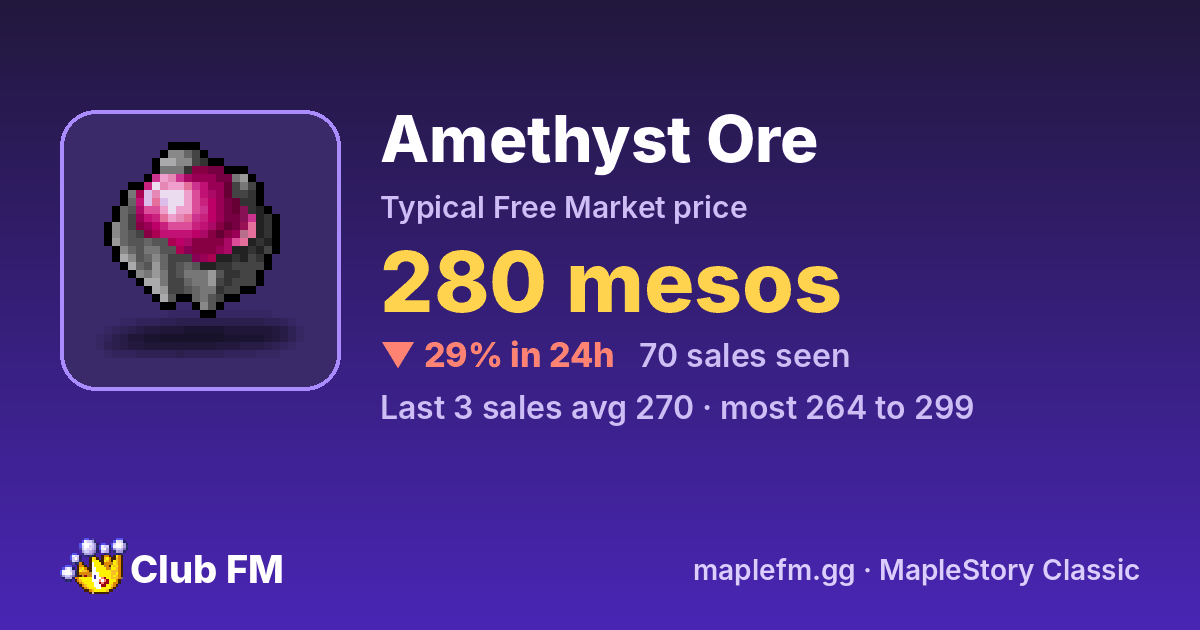 Amethyst Ore
Typical Free Market price
280 mesos
▼ 29% in 24h 70 sales seen
Last 3 sales avg 270 · most 264 to 299
Club FM
maplefm.gg · MapleStory Classic